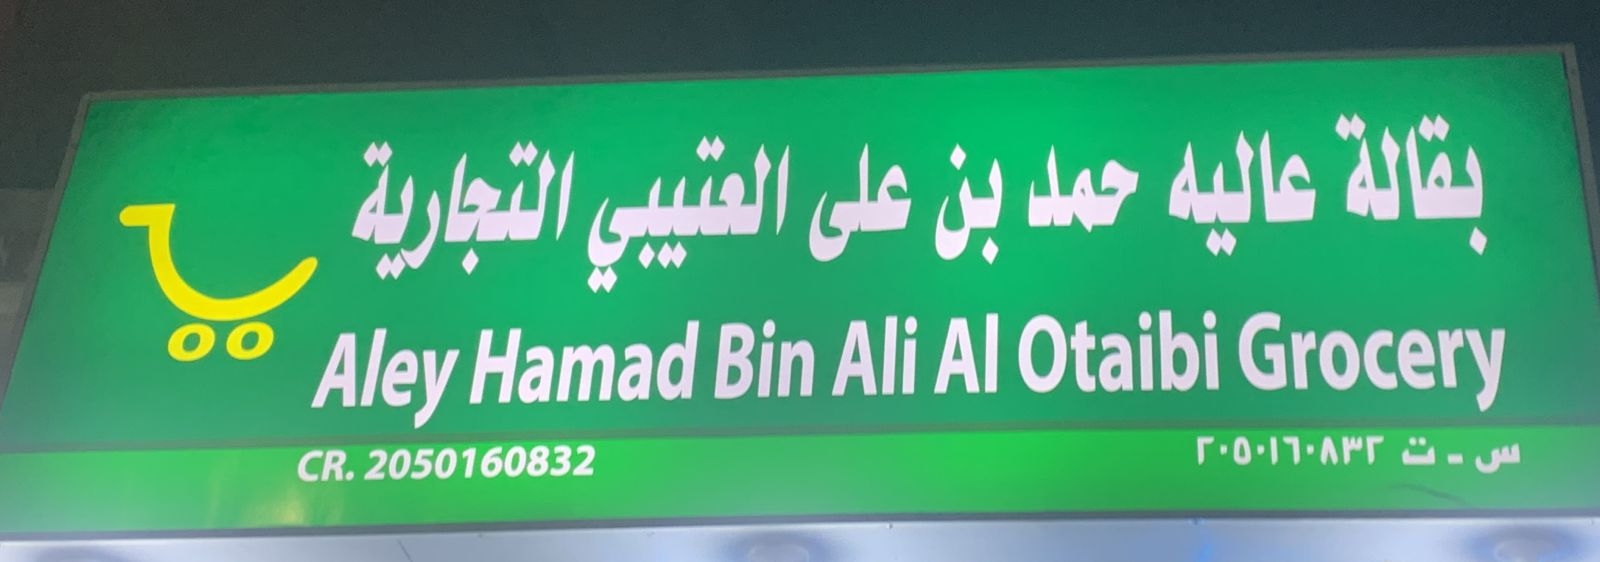 بقالة عاليه حمد بن على العتيبي التجارية
Aley Hamad Bin Ali Al Otaibi Grocery
CR. 2050160832
س - ت ٢٠٥٠١٦٠٨٣٢